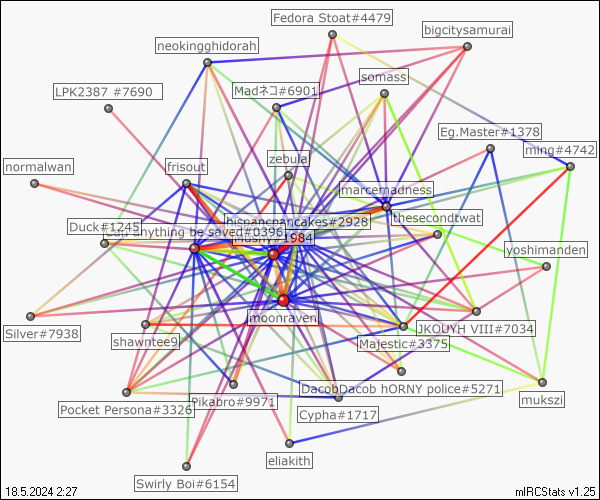 Fedora Stoat#4479
bigcitysamurai
neokingghidorah
sonass
LPK2387 #7690
Madネコ#6901
Eg.Master#1378
ming#4742
zebula
normalwan
frisout
marcemadness
hispancpancakes#2928
thesecondtwat
Duck#1245
anything be saved#0396
Mushy#1984
yoshimanden
moonraven
JKOUYH VIII#7034
Silver#7938
shawntee9
Majestic#3375
DacobDacob hORNY police#5271
mukszi
Pocket Persona#3326
Pikabro#9971
Cypha#1717
eliakith
Swirly Boi#6154
18.5.2024 2:27
mIRCStats v1.25